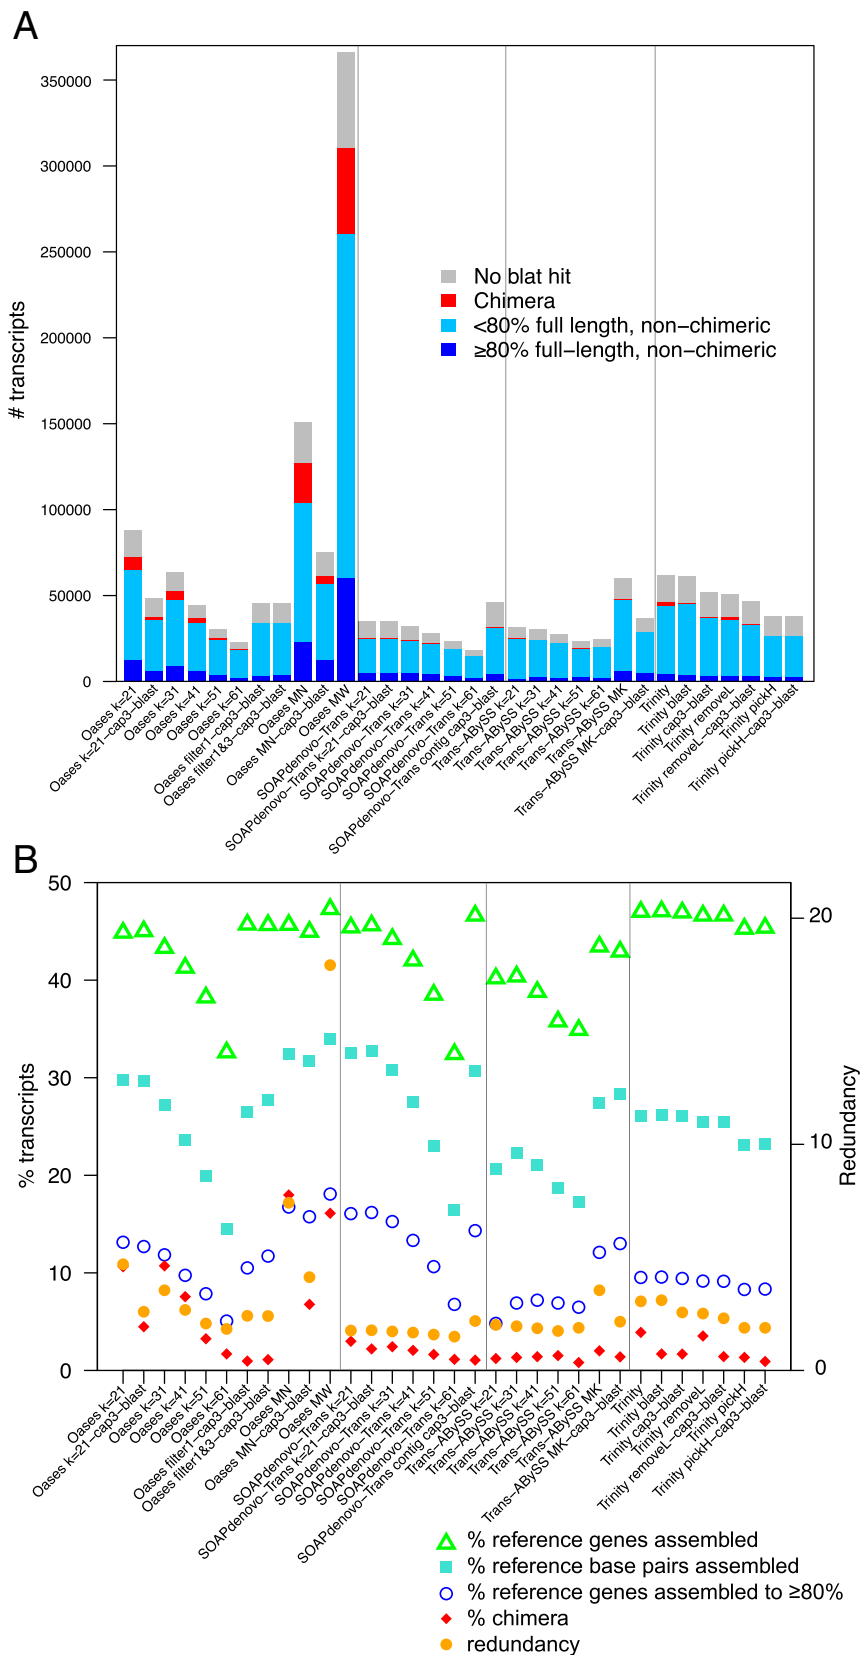 A
350000
300000
250000
200000
150000
100000
50000
0
# transcripts
No blat hit
Chimera
<80% full length, non−chimeric
≥80% full−length, non−chimeric
Oases k=21
Oases k=21−cap3−blast
Oases k=31
Oases k=41
Oases k=51
Oases k=61
Oases filter1−cap3−blast
Oases filter1&3−cap3−blast
Oases MN
Oases MN−cap3−blast
Oases MW
SOAPdenovo−Trans k=21
SOAPdenovo−Trans k=21−cap3−blast
SOAPdenovo−Trans k=31
SOAPdenovo−Trans k=41
SOAPdenovo−Trans k=51
SOAPdenovo−Trans k=61
SOAPdenovo−Trans contig cap3−blast
Trans−ABySS k=21
Trans−ABySS k=31
Trans−ABySS k=41
Trans−ABySS k=51
Trans−ABySS k=61
Trans−ABySS MK
Trans−ABySS MK−cap3−blast
Trinity
Trinity blast
Trinity cap3−blast
Trinity removeL
Trinity removeL−cap3−blast
Trinity pickH
Trinity pickH−cap3−blast
B
50
40
30
20
10
0
% transcripts
20
10
0
Redundancy
Oases k=21
Oases k=21−cap3−blast
Oases k=31
Oases k=41
Oases k=51
Oases k=61
Oases filter1−cap3−blast
Oases filter1&3−cap3−blast
Oases MN
Oases MN−cap3−blast
Oases MW
SOAPdenovo−Trans k=21
SOAPdenovo−Trans k=21−cap3−blast
SOAPdenovo−Trans k=31
SOAPdenovo−Trans k=41
SOAPdenovo−Trans k=51
SOAPdenovo−Trans k=61
SOAPdenovo−Trans contig cap3−blast
Trans−ABySS k=21
Trans−ABySS k=31
Trans−ABySS k=41
Trans−ABySS k=51
Trans−ABySS k=61
Trans−ABySS MK
Trans−ABySS MK−cap3−blast
Trinity
Trinity blast
Trinity cap3−blast
Trinity removeL
Trinity removeL−cap3−blast
Trinity pickH
Trinity pickH−cap3−blast
% reference genes assembled
% reference base pairs assembled
% reference genes assembled to ≥80%
% chimera
redundancy